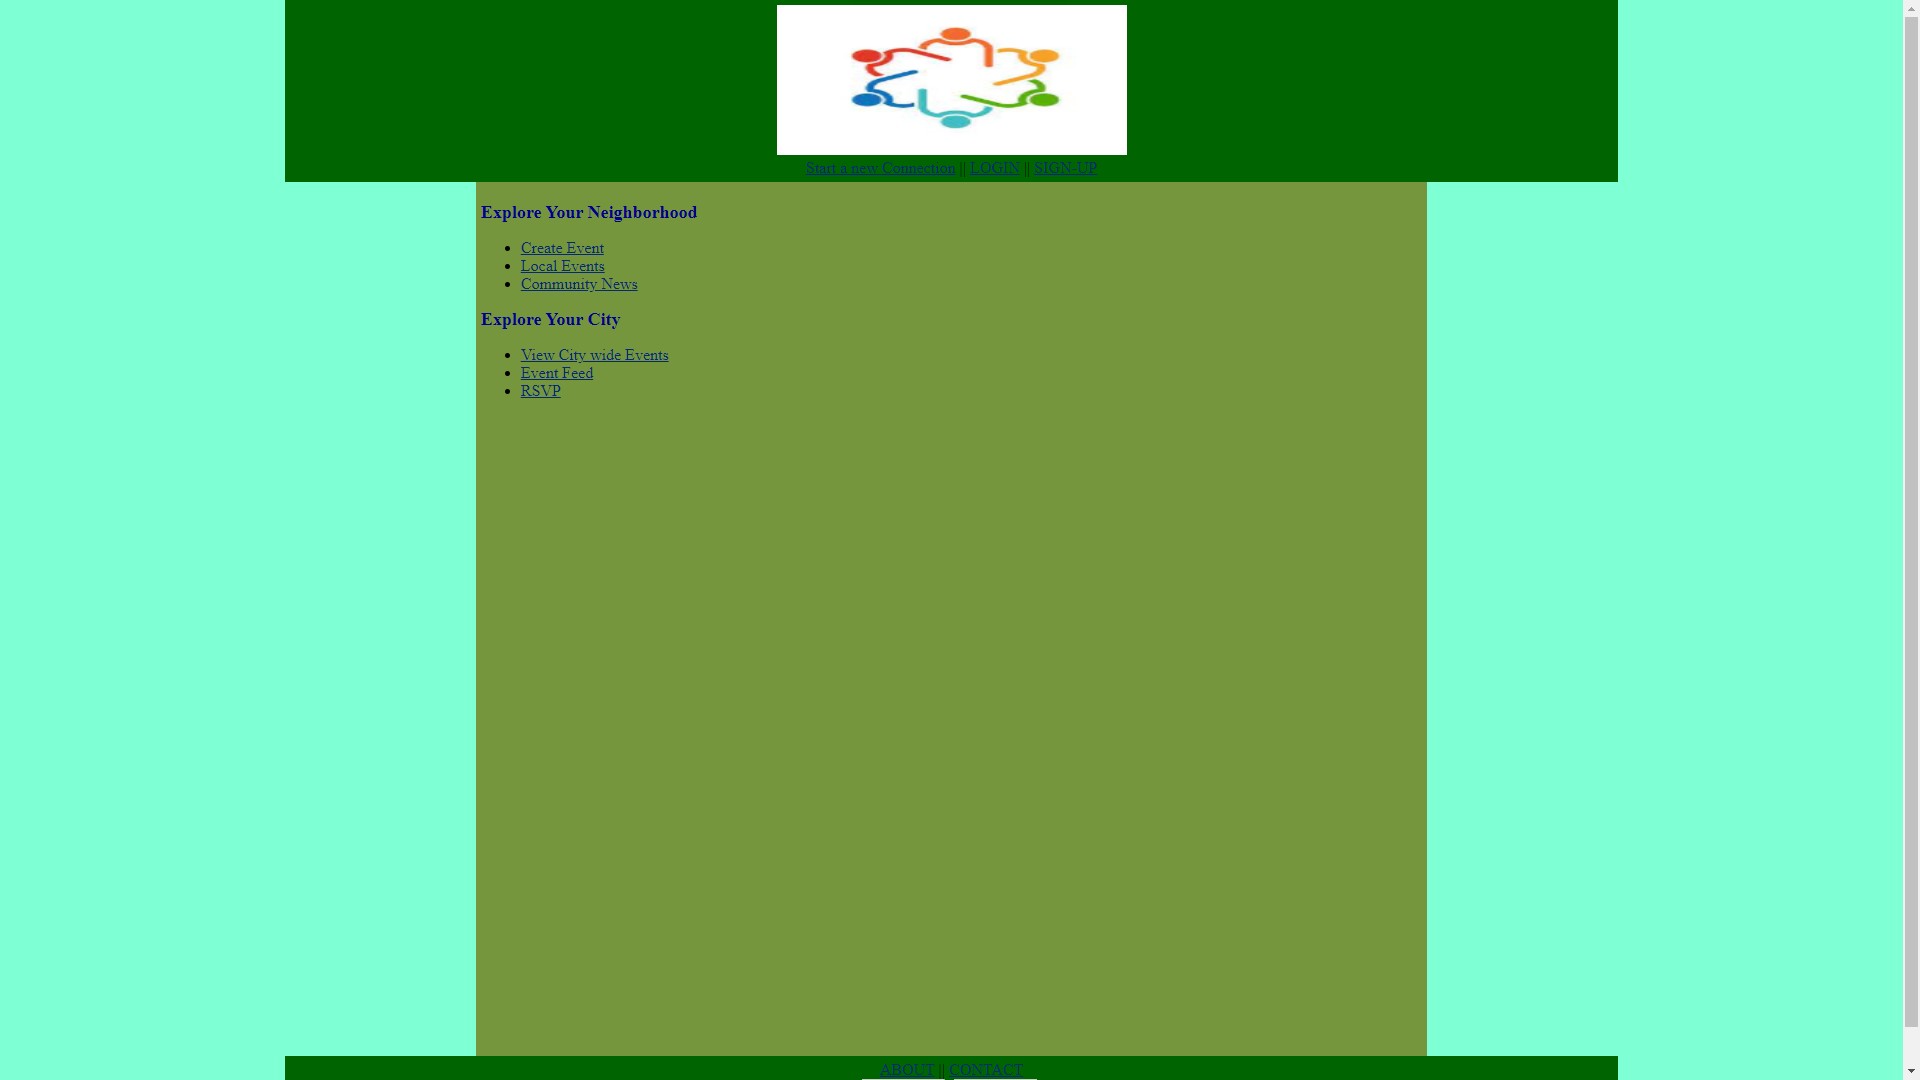 Start a new Connection || LOGIN || SIGN-UP
Explore Your Neighborhood
Create Event
Local Events
Community News
Explore Your City
View City wide Events
Event Feed
RSVP
ABOUT || CONTACT